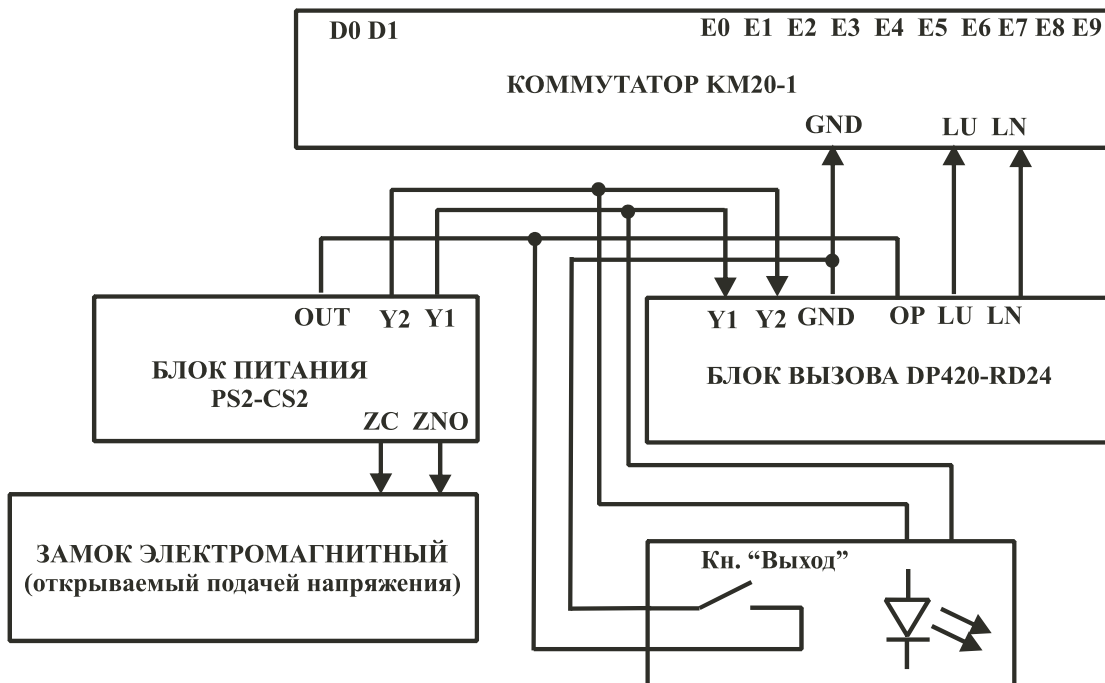 D0 D1 E0 E1 E2 E3 E4 E5 E6 E7 E8 E9
КОММУТАТОР KM20-1
GND LU LN
OUT Y2 Y1
БЛОК ПИТАНИЯ
PS2-CS2
ZC ZNO
Y1 Y2 GND OP LU LN
БЛОК ВЫЗОВА DP420-RD24
ЗАМОК ЭЛЕКТРОМАГНИТНЫЙ
(открываемый подачей напряжения)
Кн. “Выход”